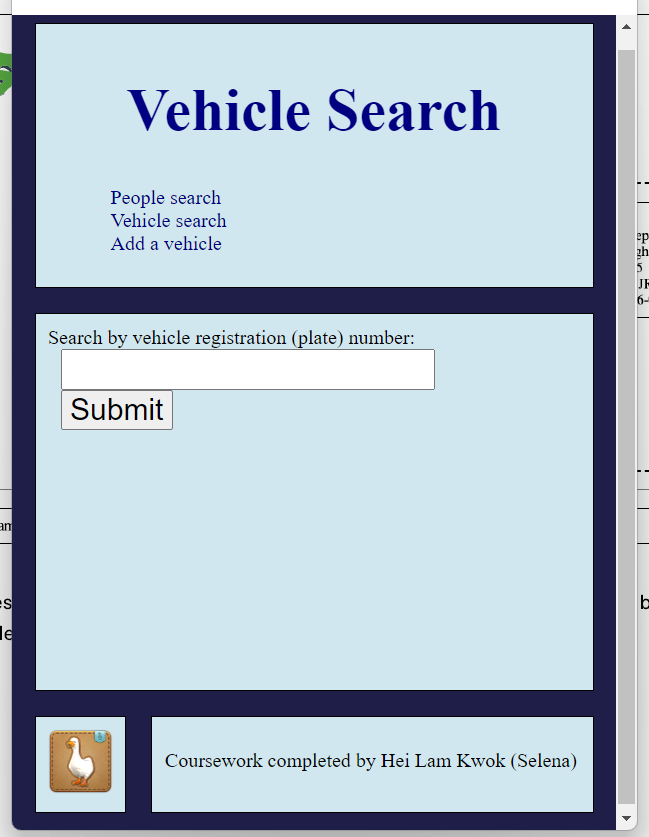 Vehicle Search
People search
Vehicle search
Add a vehicle
Search by vehicle registration (plate) number:
Submit
Coursework completed by Hei Lam Kwok (Selena)